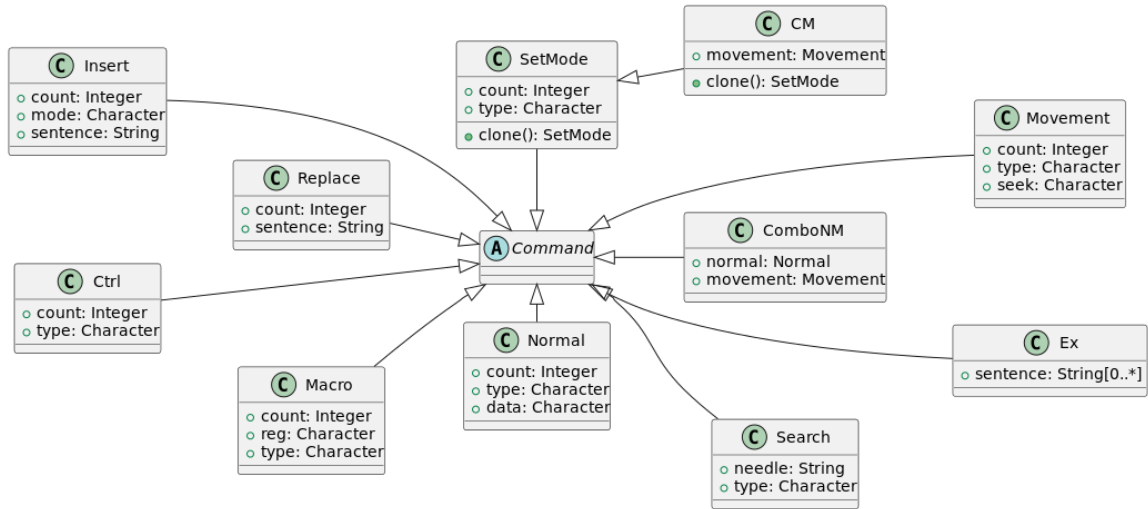 C CM
movement: Movement
clone(): SetMode
C SetMode
count: Integer
type: Character
clone(): SetMode
C Insert
count: Integer
mode: Character
sentence: String
C Movement
count: Integer
type: Character
seek: Character
C Replace
count: Integer
sentence: String
A Command
C ComboNM
normal: Normal
movement: Movement
C Ctrl
count: Integer
type: Character
C Normal
count: Integer
type: Character
data: Character
C Ex
sentence: String[0..*]
C Macro
count: Integer
reg: Character
type: Character
C Search
needle: String
type: Character